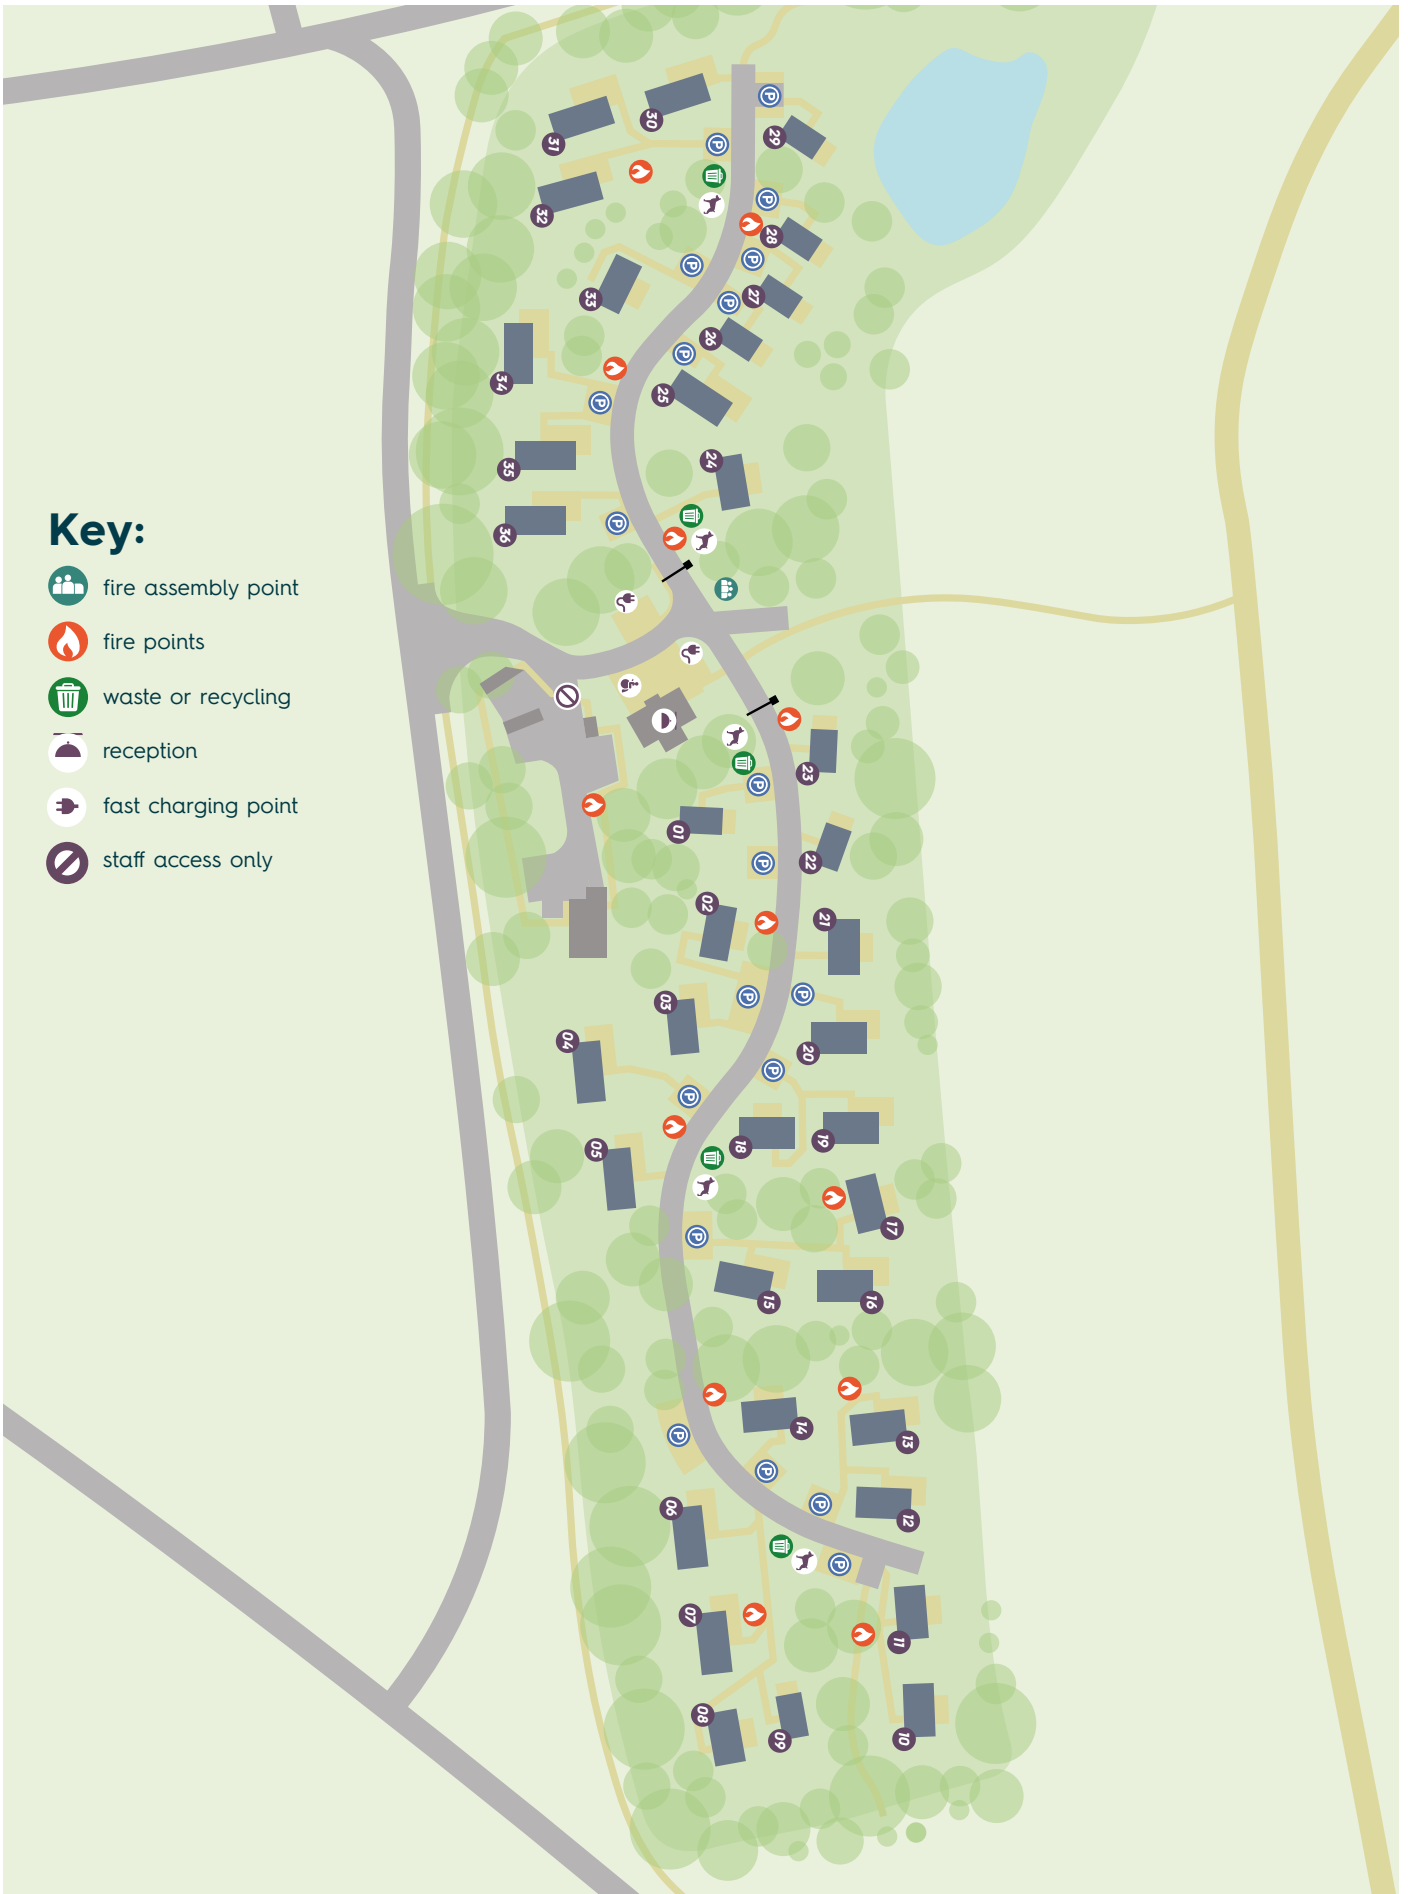 Key:
fire assembly point
fire points
waste or recycling
reception
fast charging point
staff access only
P
29
30
31
P
P
32
28
P
P
33
27
P
26
P
34
25
P
24
35
P
36
23
P
01
22
P
02
21
03
P
P
04
20
P
P
18
19
05
17
P
15
16
14
13
P
P
06
P
12
P
07
11
08
09
10